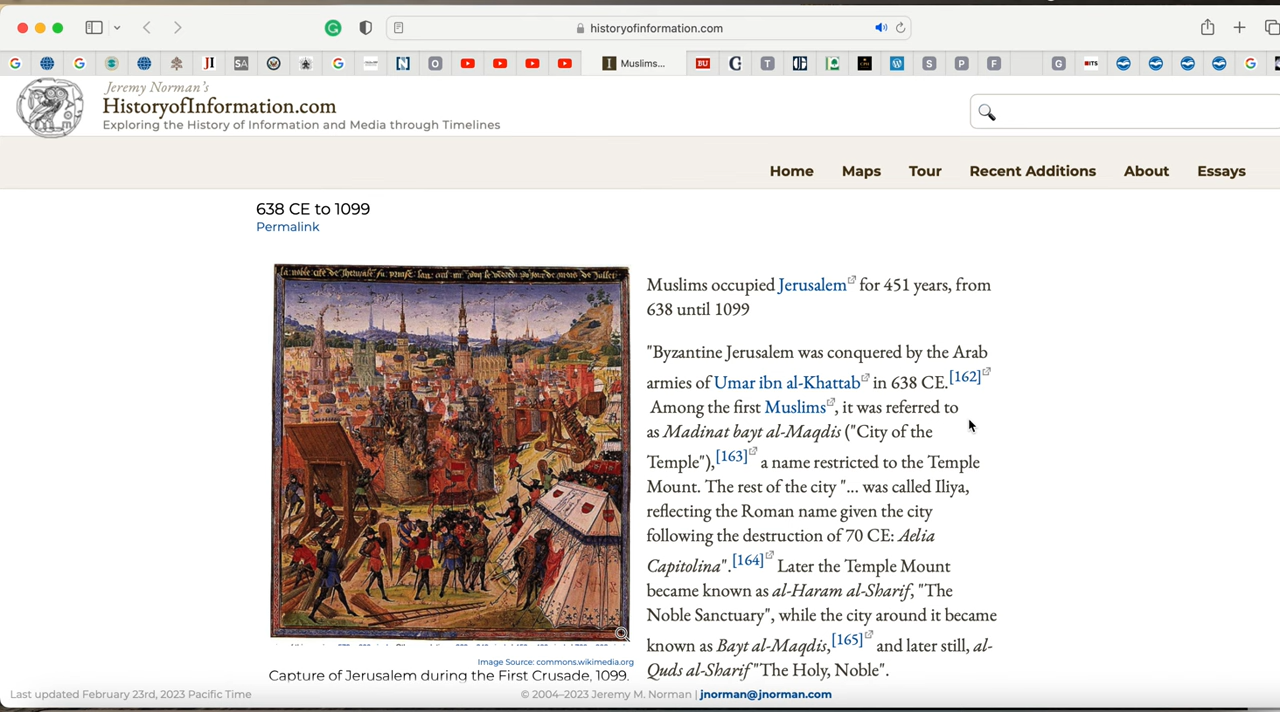 historyofinformation.com
Muslims...
Jeremy Norman's
HistoryofInformation.com
Exploring the History of Information and Media through Timelines
Home Maps Tour Recent Additions About Essays
638 CE to 1099
Permalink
Muslims occupied Jerusalem for 451 years, from
638 until 1099
"Byzantine Jerusalem was conquered by the Arab
armies of Umar ibn al-Khattab in 638 CE.[162]
Among the first Muslims, it was referred to
as Madinat bayt al-Maqdis ("City of the
Temple"),[163] a name restricted to the Temple
Mount. The rest of the city "... was called Iliya,
reflecting the Roman name given the city
following the destruction of 70 CE: Aelia
Capitolina".[164] Later the Temple Mount
became known as al-Haram al-Sharif, "The
Noble Sanctuary", while the city around it became
known as Bayt al-Maqdis,[165] and later still, al-
Quds al-Sharif "The Holy, Noble".
Image Source: commons.wikimedia.org
Capture of Jerusalem during the First Crusade, 1099.
Last updated February 23rd, 2023 Pacific Time
© 2004–2023 Jeremy M. Norman | jnorman@jnorman.com